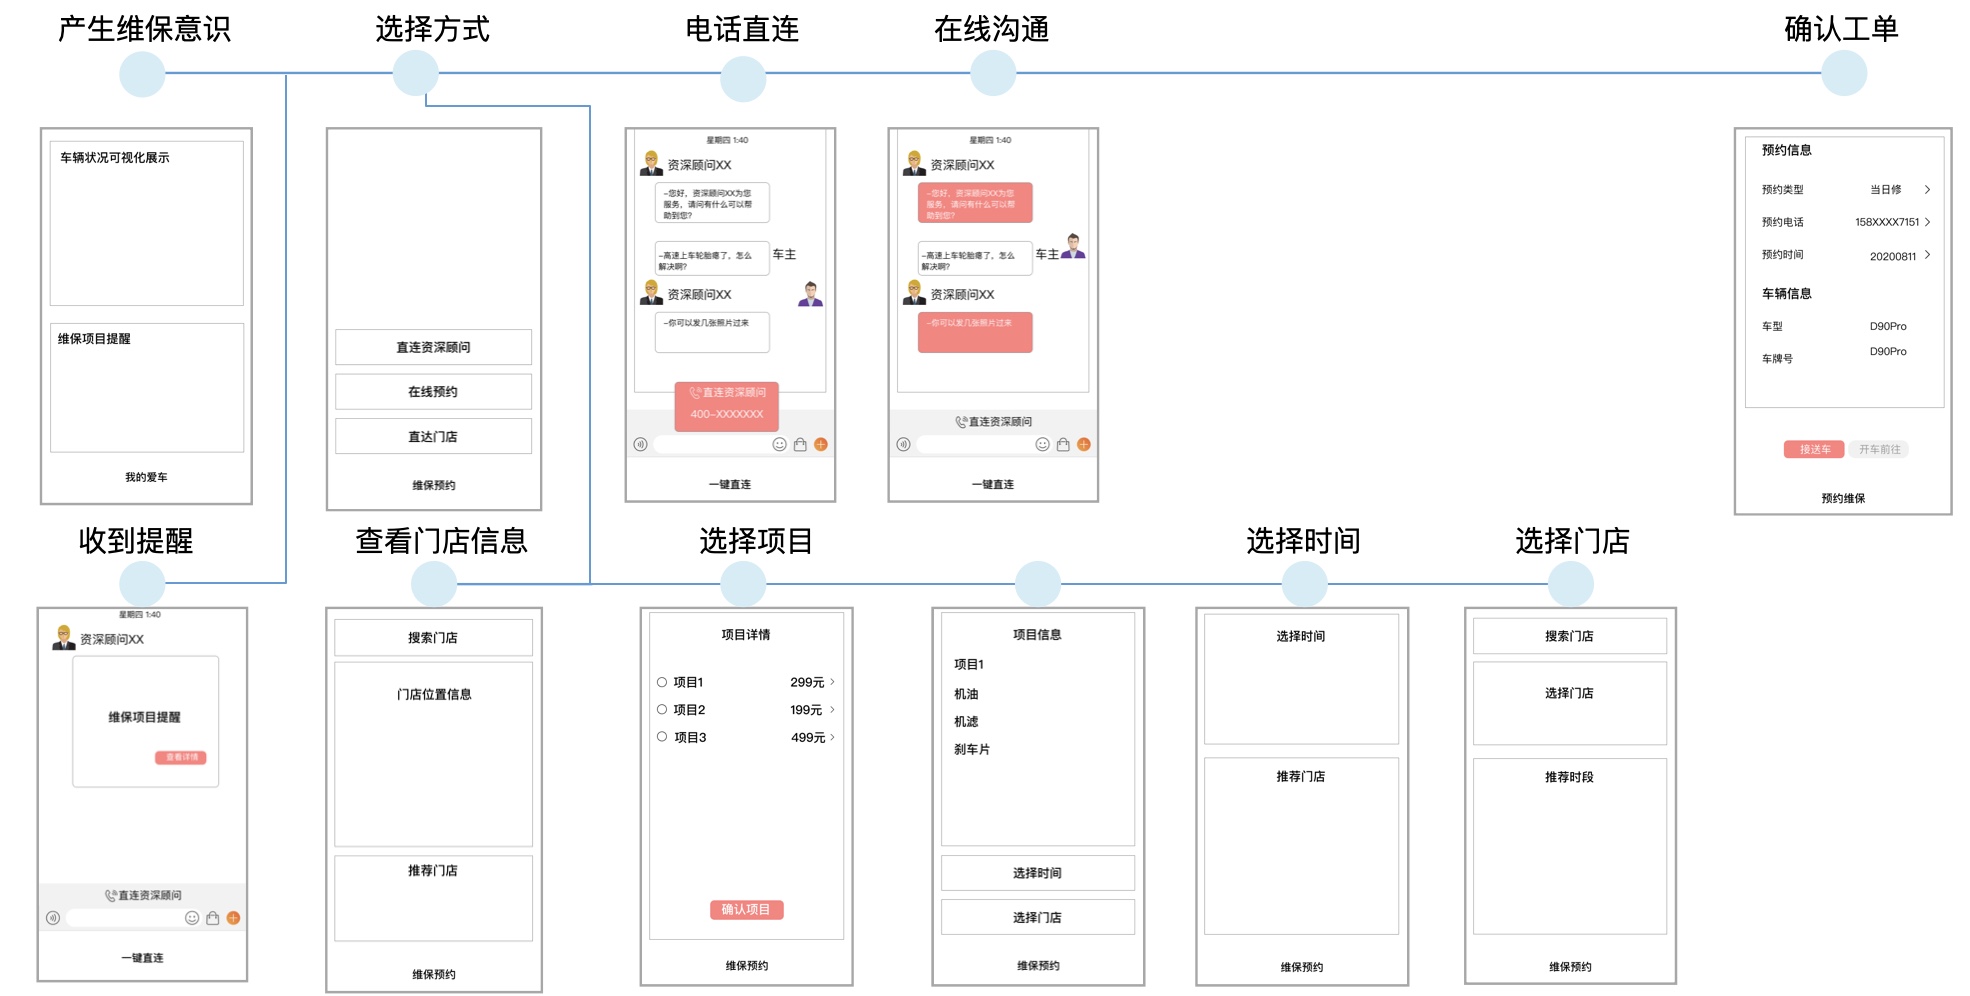 产生维保意识
选择方式
电话直连
在线沟通
确认工单
车辆状况可视化展示
维保项目提醒
我的爱车
直连资深顾问
在线预约
直达门店
维保预约
星期四 1:40
资深顾问XX
~您好，资深顾问XX为您
服务，请问有什么可以帮
助到您?
~高速上车轮胎瘪了，怎么
解决啊?
车主
资深顾问XX
~你可以发几张照片过来
直连资深顾问
400-XXXXXXX
一键直连
星期四 1:40
资深顾问XX
~您好，资深顾问XX为您
服务，请问有什么可以帮
助到您?
~高速上车轮胎瘪了，怎么
解决啊?
车主
资深顾问XX
~你可以发几张照片过来
直连资深顾问
一键直连
预约信息
预约类型 当日修
预约电话 158XXXX7151
预约时间 20200811
车辆信息
车型 D90Pro
车牌号 D90Pro
接送车 开车前往
预约维保
收到提醒
查看门店信息
选择项目
选择时间
选择门店
星期四 1:40
资深顾问XX
维保项目提醒
查看详情
直连资深顾问
一键直连
搜索门店
门店位置信息
推荐门店
维保预约
项目详情
项目1 299元
项目2 199元
项目3 499元
确认项目
维保预约
项目信息
项目1
机油
机滤
刹车片
选择时间
选择门店
维保预约
选择时间
推荐门店
维保预约
搜索门店
选择门店
推荐时段
维保预约